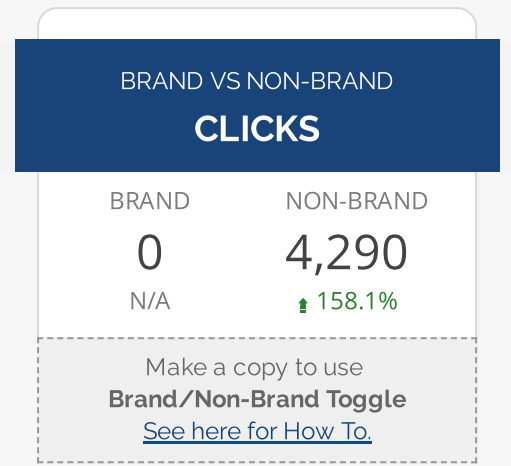 BRAND VS NON-BRAND
CLICKS
BRAND NON-BRAND
0 4,290
N/A 158.1%
Make a copy to use
Brand/Non-Brand Toggle
See here for How To.